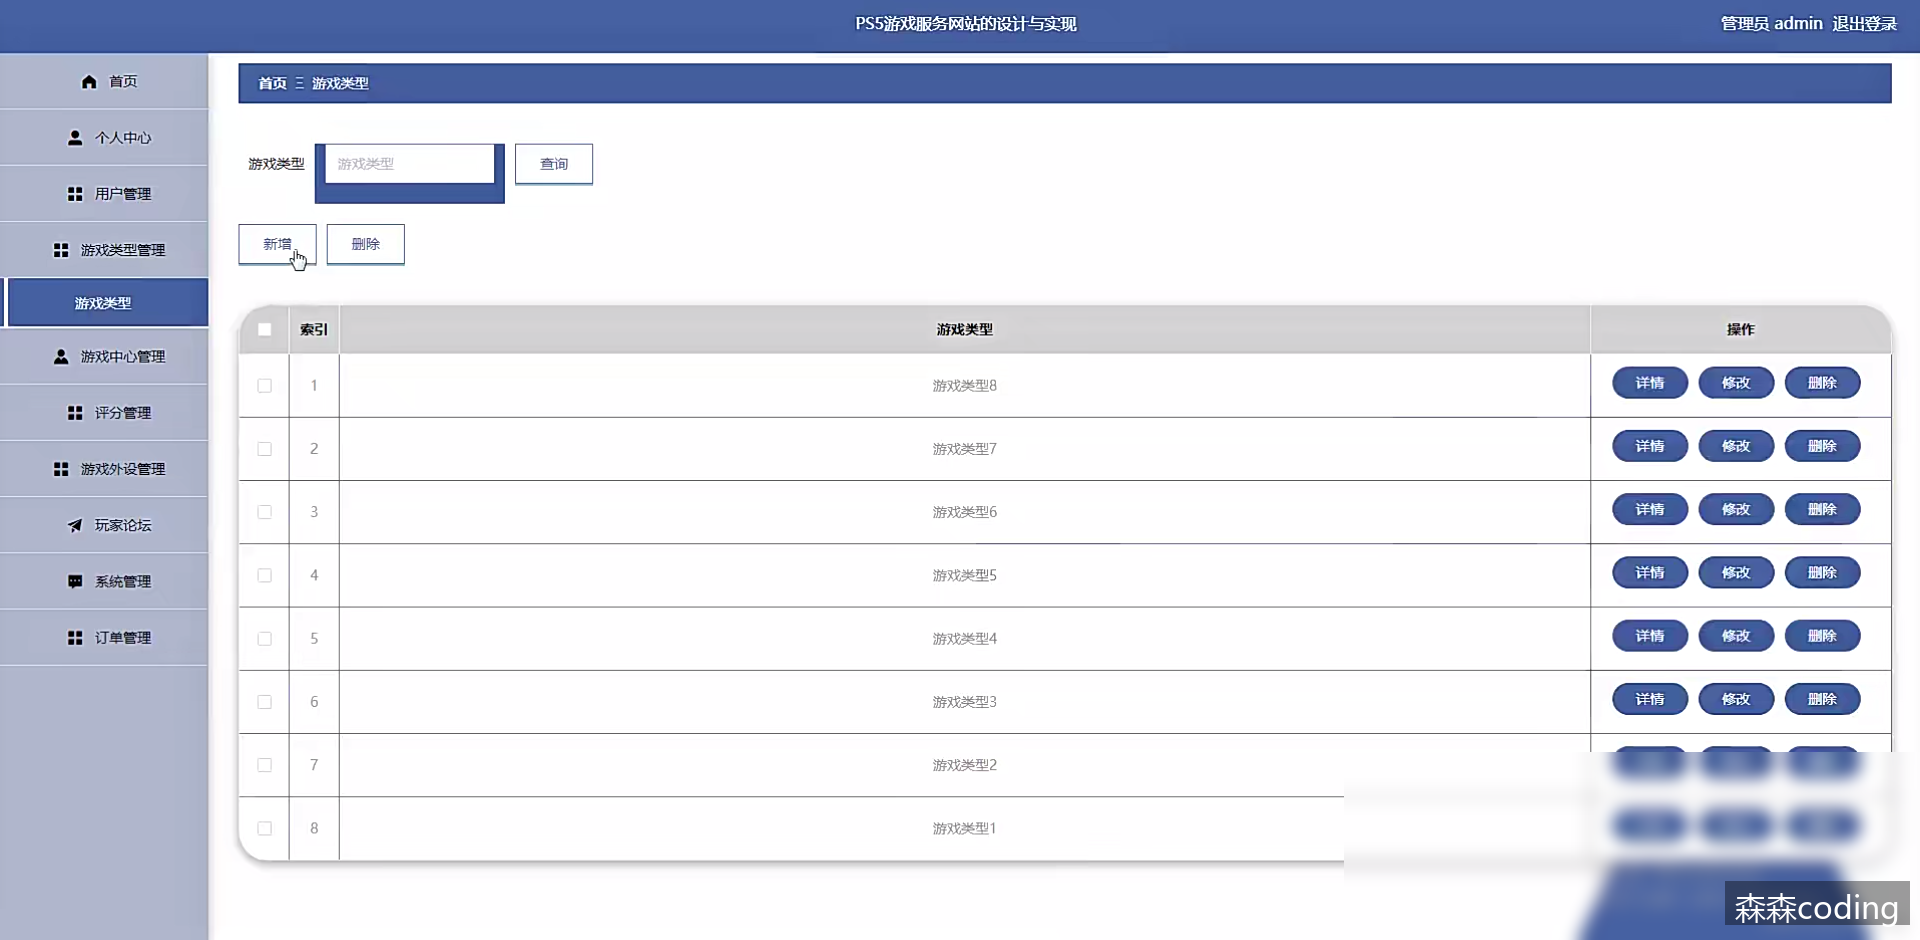 PS5游戏服务网站的设计与实现
管理员 admin 退出登录
首页
个人中心
用户管理
游戏类型管理
游戏类型
游戏中心管理
评分管理
游戏外设管理
玩家论坛
系统管理
订单管理
首页 三 游戏类型
游戏类型 游戏类型 查询
新增 删除
索引 游戏类型 操作
1 游戏类型8 详情 修改 删除
2 游戏类型7 详情 修改 删除
3 游戏类型6 详情 修改 删除
4 游戏类型5 详情 修改 删除
5 游戏类型4 详情 修改 删除
6 游戏类型3 详情 修改 删除
7 游戏类型2
8 游戏类型1
森森coding